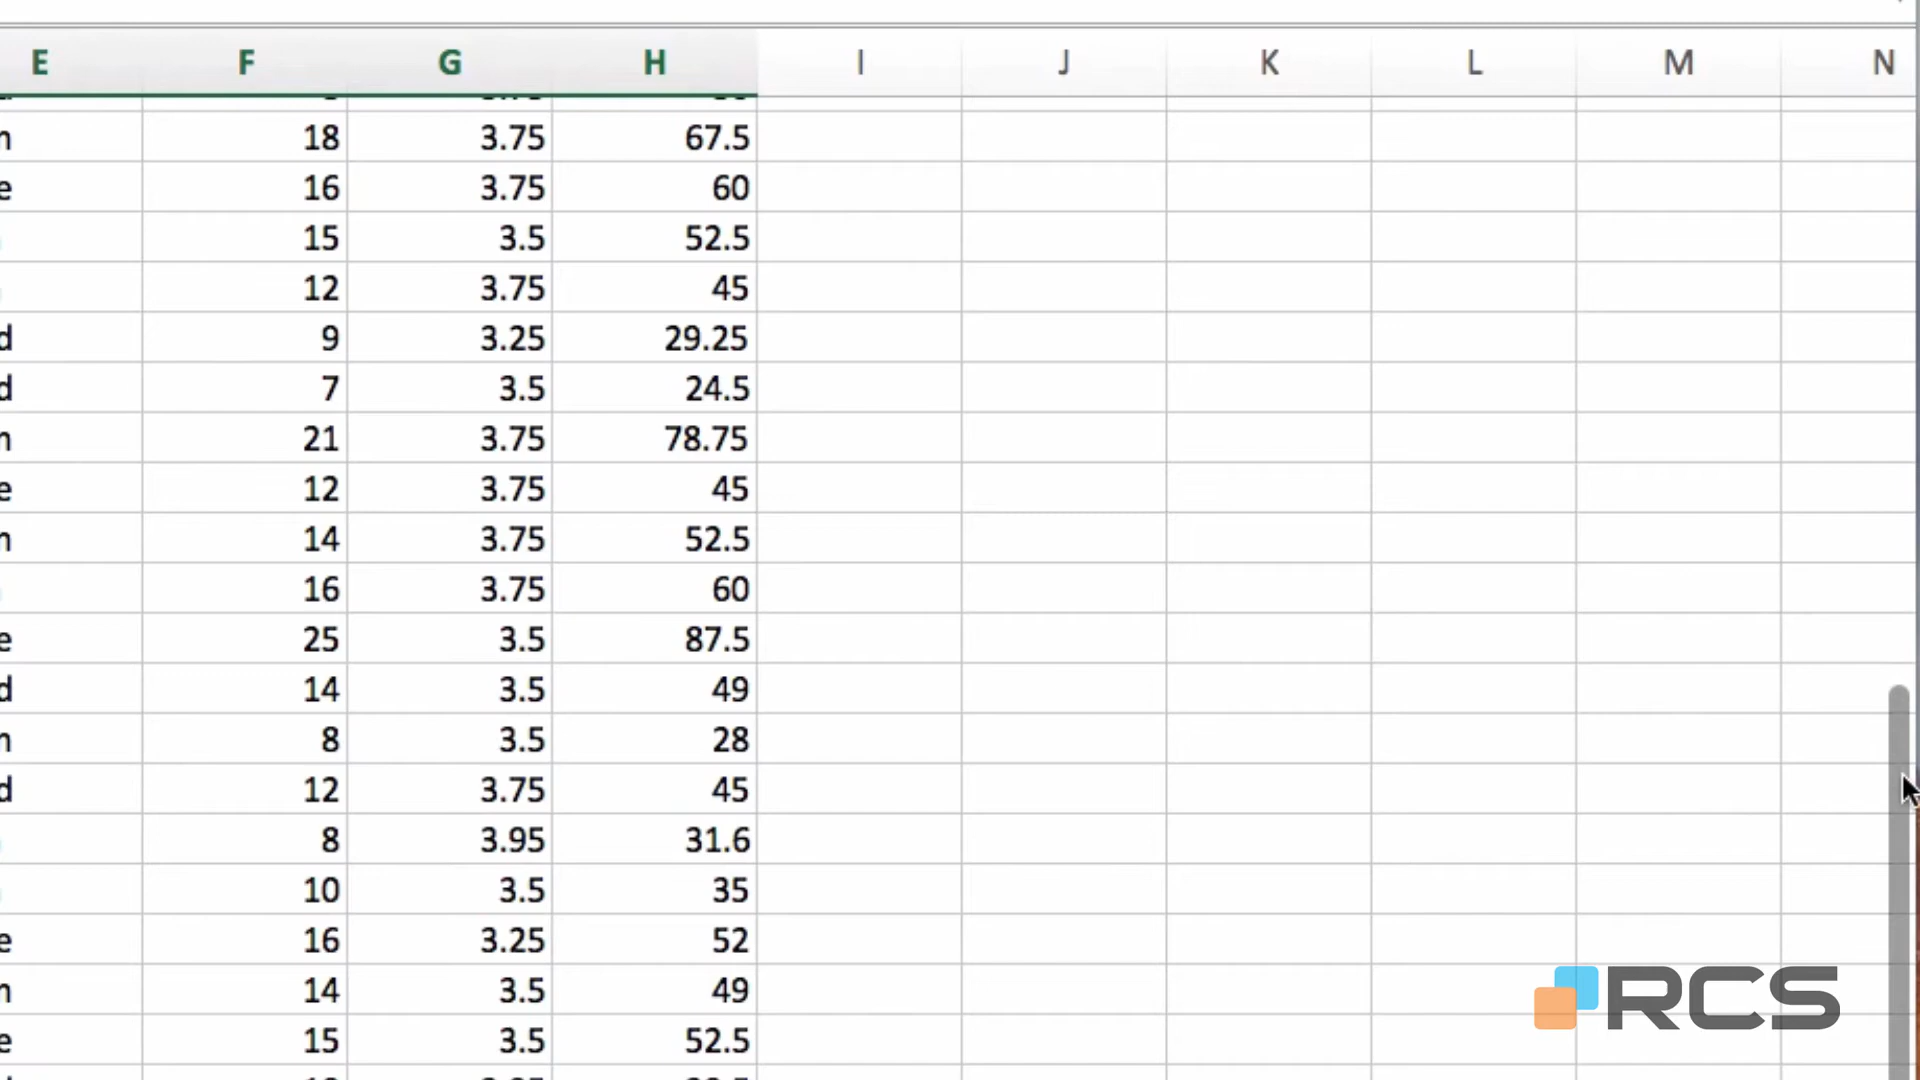 E F G H I J K L M N
n 18 3.75 67.5
e 16 3.75 60
15 3.5 52.5
12 3.75 45
d 9 3.25 29.25
d 7 3.5 24.5
n 21 3.75 78.75
e 12 3.75 45
n 14 3.75 52.5
16 3.75 60
e 25 3.5 87.5
d 14 3.5 49
n 8 3.5 28
d 12 3.75 45
8 3.95 31.6
10 3.5 35
e 16 3.25 52
n 14 3.5 49
e 15 3.5 52.5
RCS